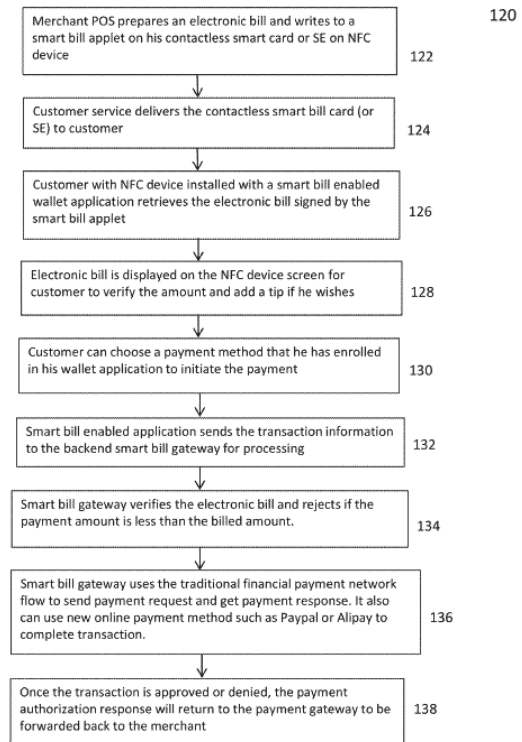 120
Merchant POS prepares an electronic bill and writes to a
smart bill applet on his contactless smart card or SE on NFC
device
122
Customer service delivers the contactless smart bill card (or
SE) to customer
124
Customer with NFC device installed with a smart bill enabled
wallet application retrieves the electronic bill signed by the
smart bill applet
126
Electronic bill is displayed on the NFC device screen for
customer to verify the amount and add a tip if he wishes
128
Customer can choose a payment method that he has enrolled
in his wallet application to initiate the payment
130
Smart bill enabled application sends the transaction information
to the backend smart bill gateway for processing
132
Smart bill gateway verifies the electronic bill and rejects if the
payment amount is less than the billed amount.
134
Smart bill gateway uses the traditional financial payment network
flow to send payment request and get payment response. It also
can use new online payment method such as Paypal or Alipay to
complete transaction.
136
Once the transaction is approved or denied, the payment
authorization response will return to the payment gateway to be
forwarded back to the merchant
138